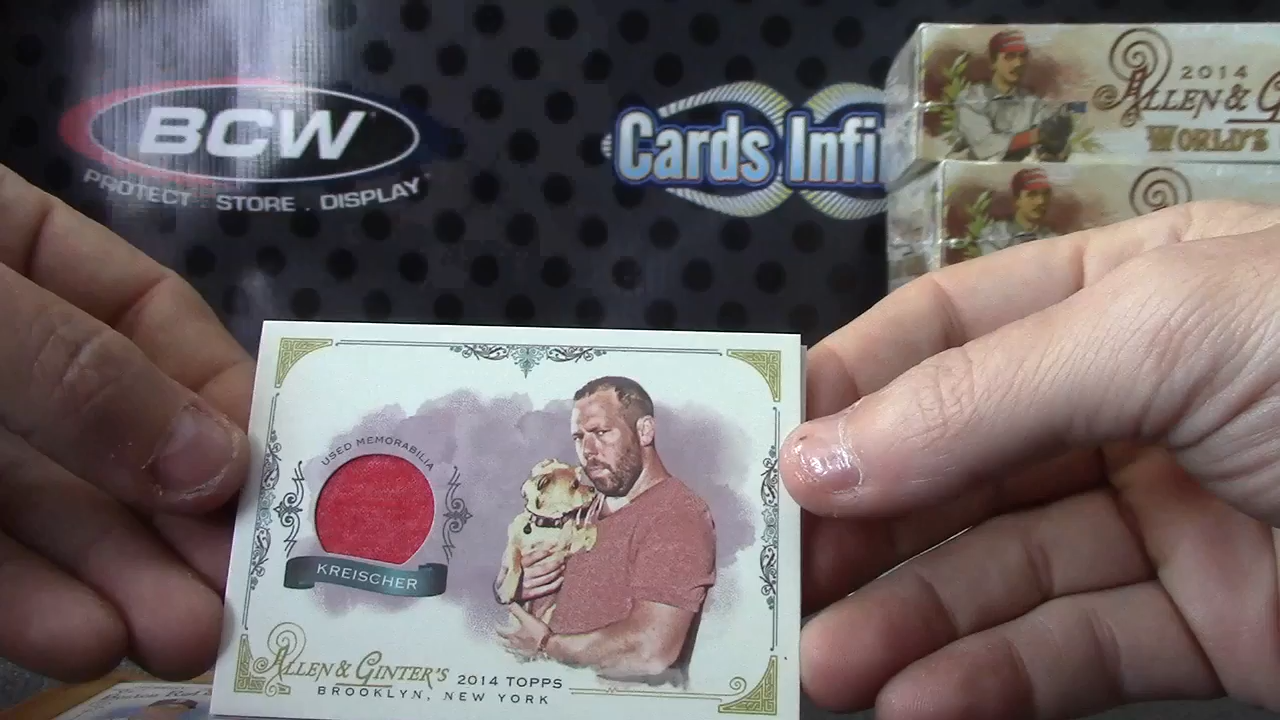 BCW
PROTECT . STORE . DISPLAY
Cards Infi
2014
ALLEN & G
WORLD'S
USED MEMORABILIA
KREISCHER
ALLEN & GINTER'S 2014 TOPPS
BROOKLYN, NEW YORK